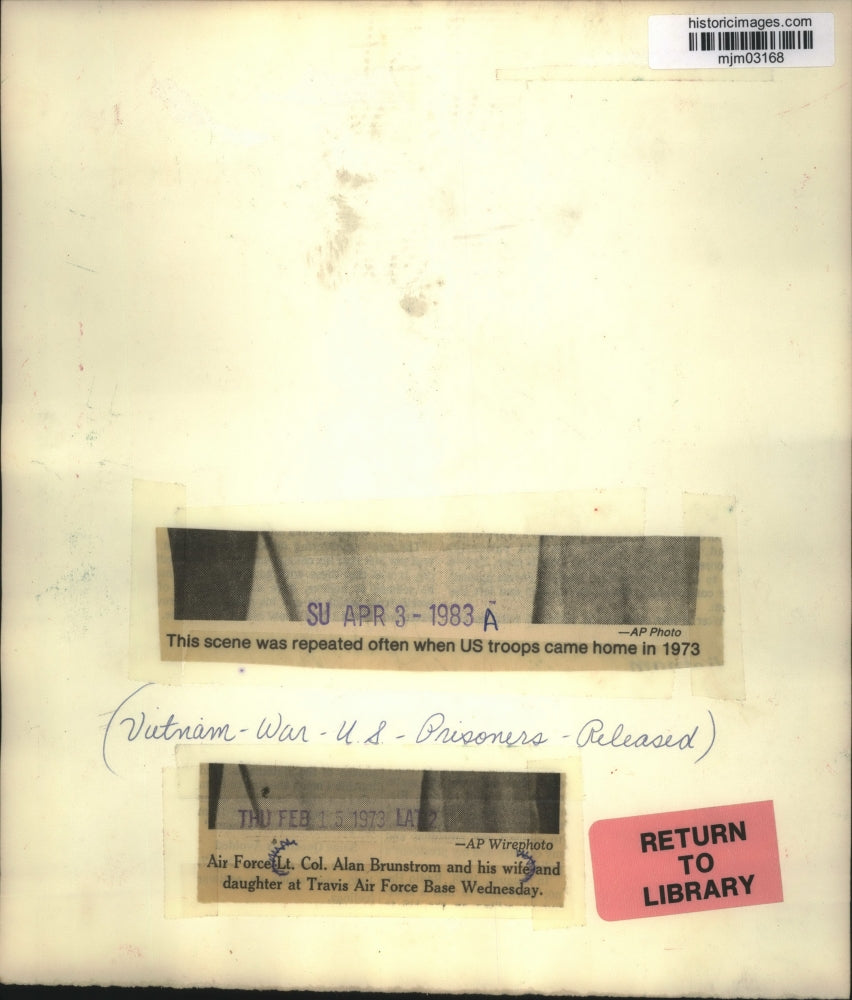 historicimages.com
mjm03168
SU APR 3 - 1983 A
—AP Photo
This scene was repeated often when US troops came home in 1973
(Vietnam - War - U.S. - Prisoners - Released)
THU FEB 15 1973
—AP Wirephoto
Air Force Lt. Col. Alan Brunstrom and his wife and
daughter at Travis Air Force Base Wednesday.
RETURN
TO
LIBRARY